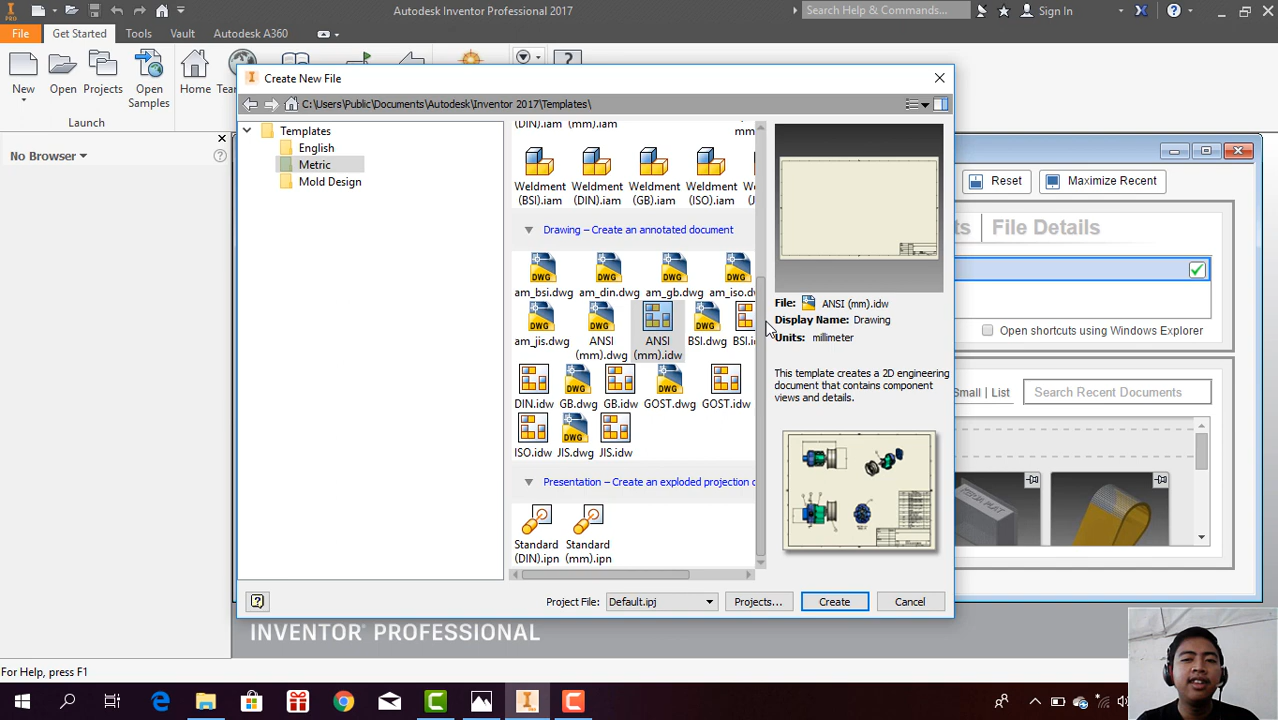 Autodesk Inventor Professional 2017
Search Help & Commands...
Sign In
PRO
File
Get Started
Tools
Vault
Autodesk A360
New
Open
Projects
Open
Samples
Home
Launch
Create New File
C:\Users\Public\Documents\Autodesk\Inventor 2017\Templates\
No Browser
Templates
English
Metric
Mold Design
(DIN).iam
(mm).iam
Weldment
(BSI).iam
Weldment
(DIN).iam
Weldment
(GB).iam
Weldment
(ISO).iam
Drawing – Create an annotated document
am_bsi.dwg
am_din.dwg
am_gb.dwg
am_jis.dwg
ANSI
(mm).dwg
ANSI
(mm).idw
BSI.dwg
DIN.idw
GB.dwg
GB.idw
GOST.dwg
GOST.idw
ISO.idw
JIS.dwg
JIS.idw
Presentation – Create an exploded projection
Standard
(DIN).ipn
Standard
(mm).ipn
File: ANSI (mm).idw
Display Name: Drawing
Units: millimeter
This template creates a 2D engineering
document that contains component
views and details.
Project File: Default.ipj
Projects...
Create
Cancel
Reset
Maximize Recent
File Details
Open shortcuts using Windows Explorer
Small | List
Search Recent Documents
INVENTOR® PROFESSIONAL
For Help, press F1